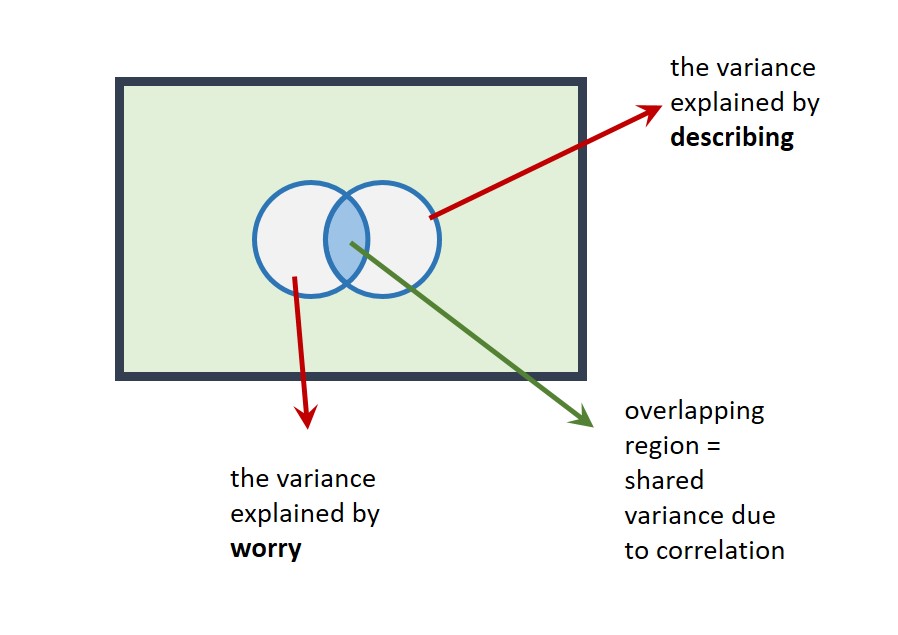 the variance
explained by
describing
overlapping
region =
shared
variance due
to correlation
the variance
explained by
worry